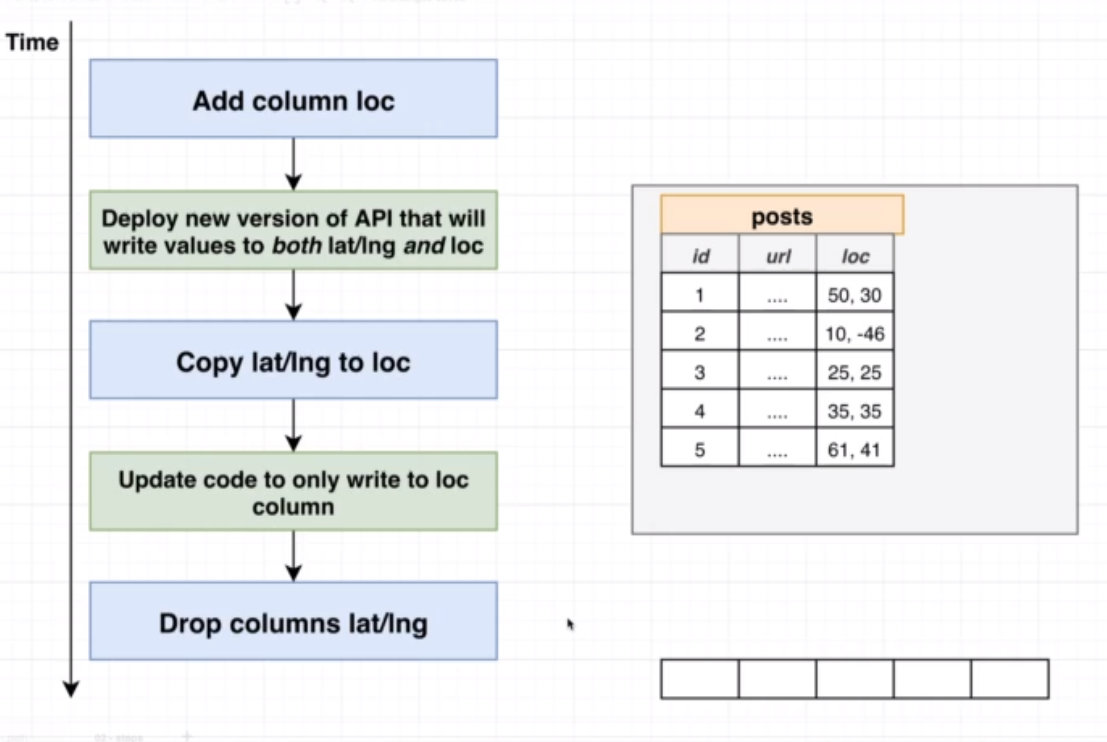 Time
Add column loc
Deploy new version of API that will
write values to both lat/lng and loc
Copy lat/lng to loc
Update code to only write to loc
column
Drop columns lat/lng
posts
id url loc
1 .... 50, 30
2 .... 10, -46
3 .... 25, 25
4 .... 35, 35
5 .... 61, 41